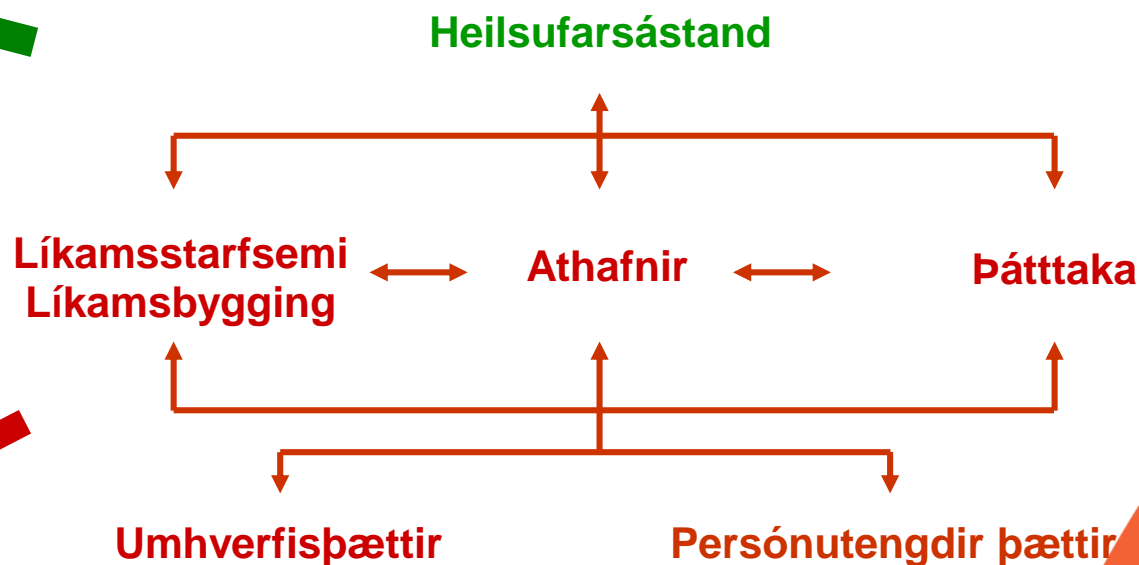 Heilsufarsástand
Líkamsstarfsemi
Líkamsbygging
Athafnir
Þátttaka
Umhverfisþættir
Persónutengdir þættir